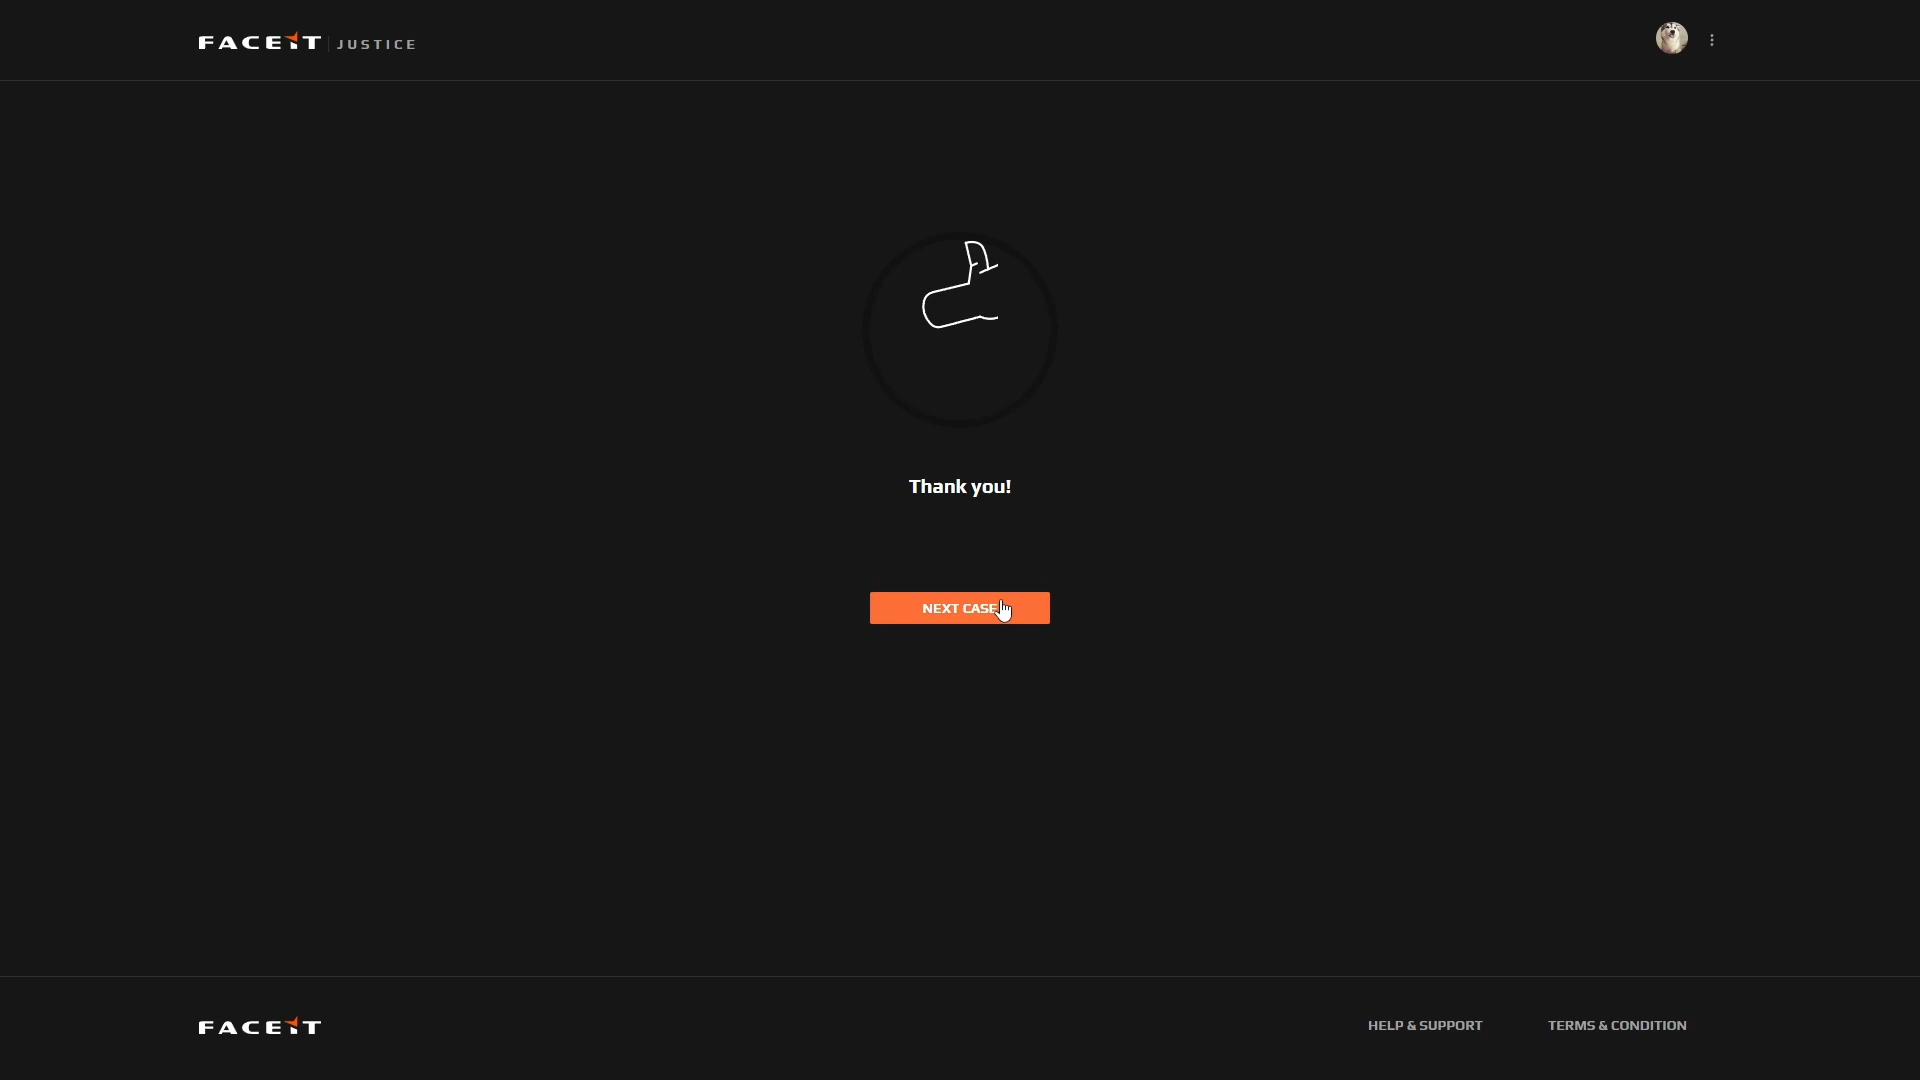 FACEIT JUSTICE
Thank you!
NEXT CASE
FACEIT
HELP & SUPPORT
TERMS & CONDITION